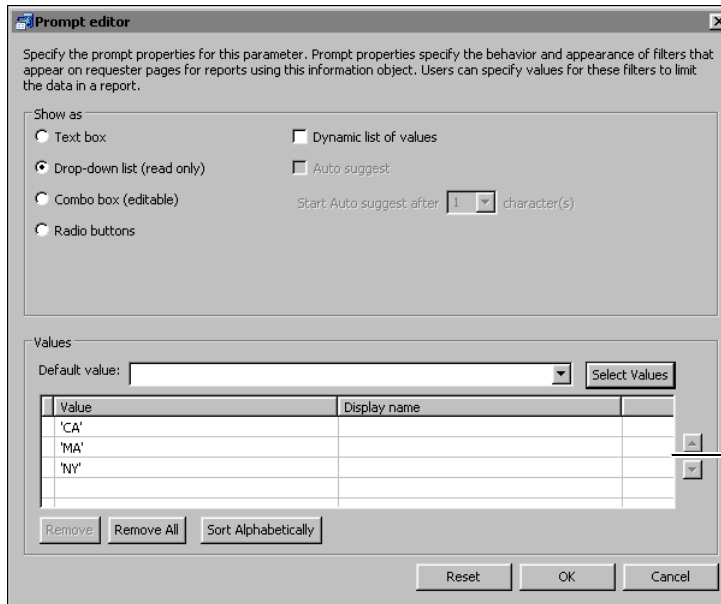 Prompt editor
Specify the prompt properties for this parameter. Prompt properties specify the behavior and appearance of filters that
appear on requester pages for reports using this information object. Users can specify values for these filters to limit
the data in a report.
Show as
Text box
Dynamic list of values
Drop-down list (read only)
Auto suggest
Combo box (editable)
Start Auto suggest after 1 character(s)
Radio buttons
Values
Default value: Select Values
Value Display name
'CA'
'MA'
'NY'
Remove Remove All Sort Alphabetically
Reset OK Cancel